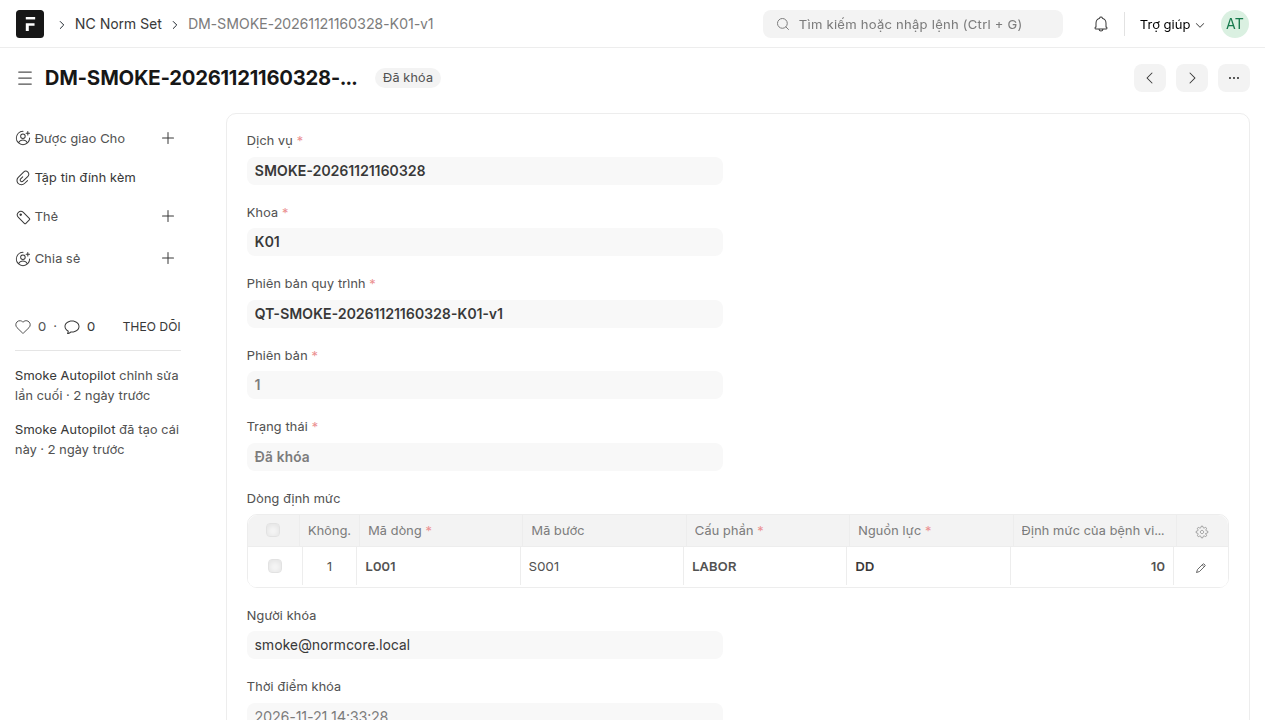 NC Norm Set
DM-SMOKE-20261121160328-K01-v1
Tìm kiếm hoặc nhập lệnh (Ctrl + G)
Trợ giúp
AT
DM-SMOKE-20261121160328-...
Đã khóa
Được giao Cho
Tập tin đính kèm
Thẻ
Chia sẻ
0 · 0
THEO DÕI
Smoke Autopilot chỉnh sửa
lần cuối · 2 ngày trước
Smoke Autopilot đã tạo cái
này · 2 ngày trước
Dịch vụ *
SMOKE-20261121160328
Khoa *
K01
Phiên bản quy trình *
QT-SMOKE-20261121160328-K01-v1
Phiên bản *
1
Trạng thái *
Đã khóa
Dòng định mức
Không. Mã dòng * Mã bước Cấu phần * Nguồn lực * Định mức của bệnh vi...
1 L001 S001 LABOR DD 10
Người khóa
smoke@normcore.local
Thời điểm khóa
2026-11-21 14:33:28